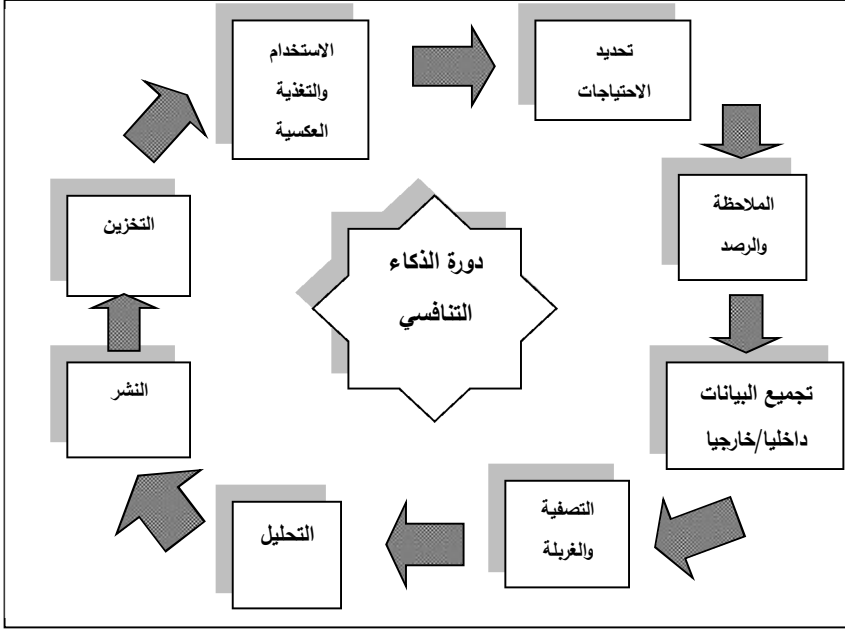 الاستخدام
والتغذية
العكسية
تحديد
الاحتياجات
الملاحظة
والرصد
التخزين
دورة الذكاء
التنافسي
النشر
تجميع البيانات
داخليا/خارجيا
التصفية
والغربلة
التحليل